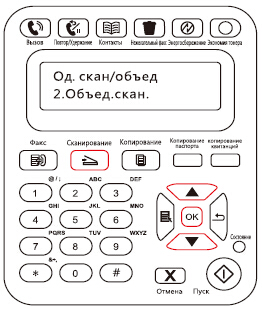 Вызов Повтор/Удержание Контакты Нежелательный факс Энергосбережение Экономия тонера
Од. скан/объед
2.Объед.скан.
Факс Сканирование Копирование Копирование паспорта копирование квитанций
@/: ABC DEF
1 2 3
GHI JKL MNO
4 5 6
OK
PQRS TUV WXYZ
7 8 9
Состояние
&+,
* 0 #
X
Отмена Пуск